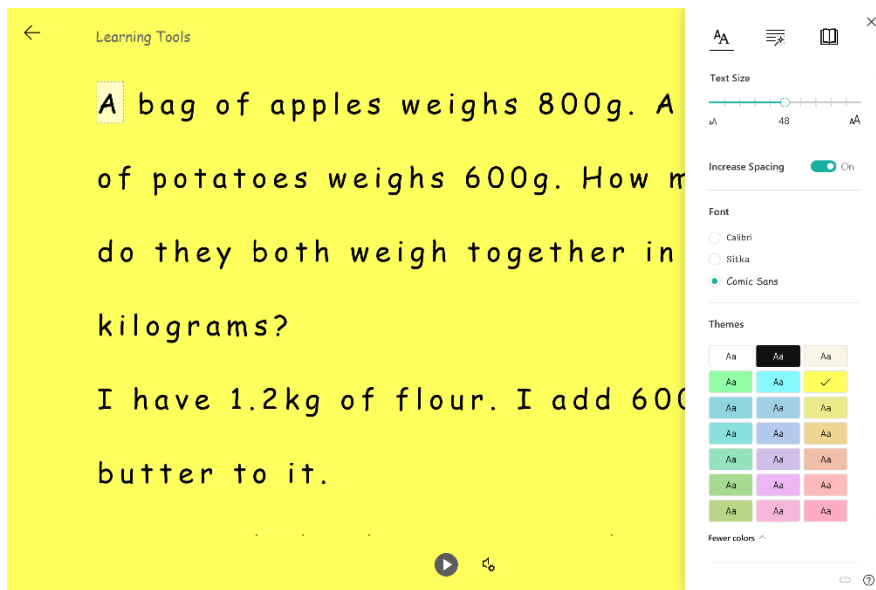 Learning Tools
A bag of apples weighs 800g. A
of potatoes weighs 600g. How
do they both weigh together in
kilograms?
I have 1.2kg of flour. I add
butter to it.
AA
Text Size
AA 48 AA
Increase Spacing On
Font
Calibri
Sitka
Comic Sans
Themes
Aa Aa Aa
Aa Aa
Aa Aa Aa
Aa Aa Aa
Aa Aa Aa
Aa Aa Aa
Aa Aa Aa
Fewer colors